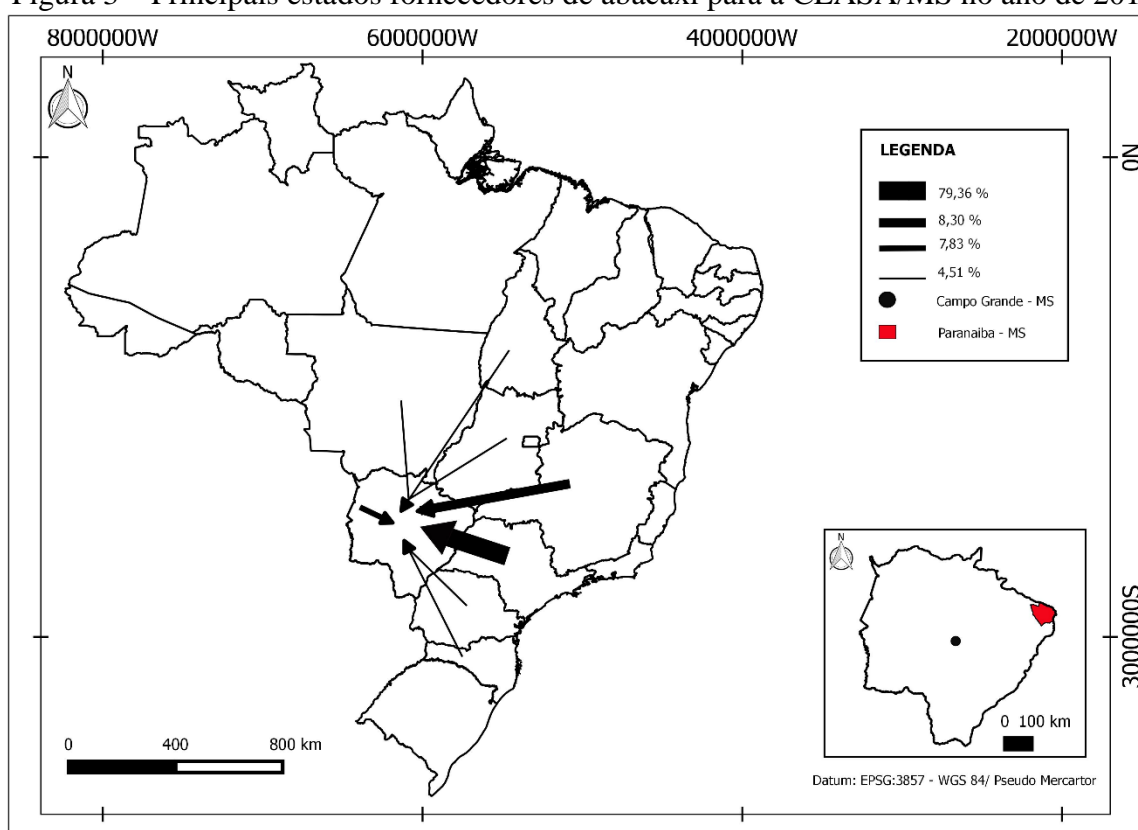 Figura 3 – Principais estados fornecedores de abacaxi para a CEASA/MS no ano de 201
8000000W 6000000W 4000000W 2000000W
N
LEGENDA
79,36 %
8,30 %
7,83 %
4,51 %
Campo Grande - MS
Paranaiba - MS
0N
3000000S
N
0 100 km
0 400 800 km
Datum: EPSG:3857 - WGS 84/ Pseudo Mercartor